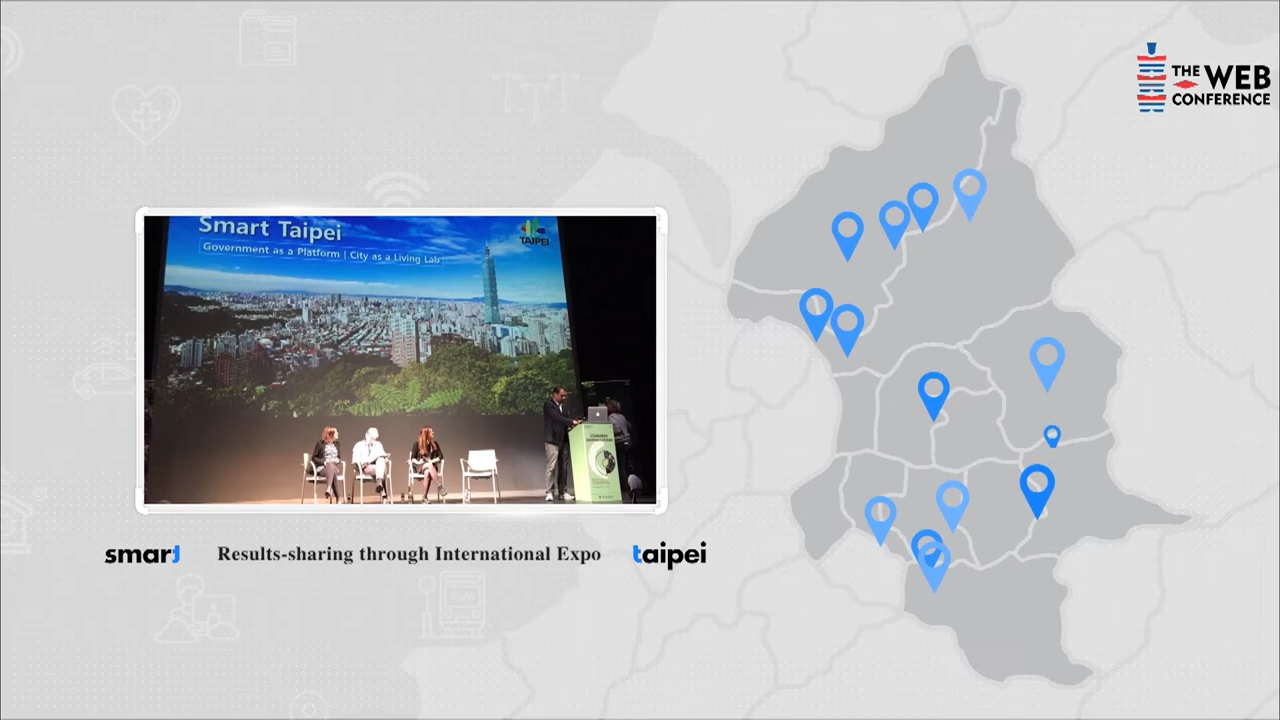 THE WEB
CONFERENCE
Smart Taipei
Government as a Platform | City as a Living Lab
TAIPEI
smart
Results-sharing through International Expo
taipei